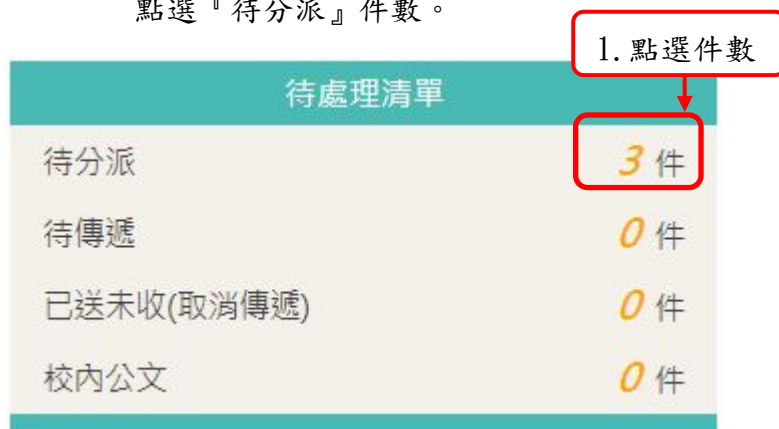 點選『待分派』件數。
1.點選件數
待處理清單
待分派 3 件
待傳遞 0 件
已送未收(取消傳遞) 0 件
校內公文 0 件